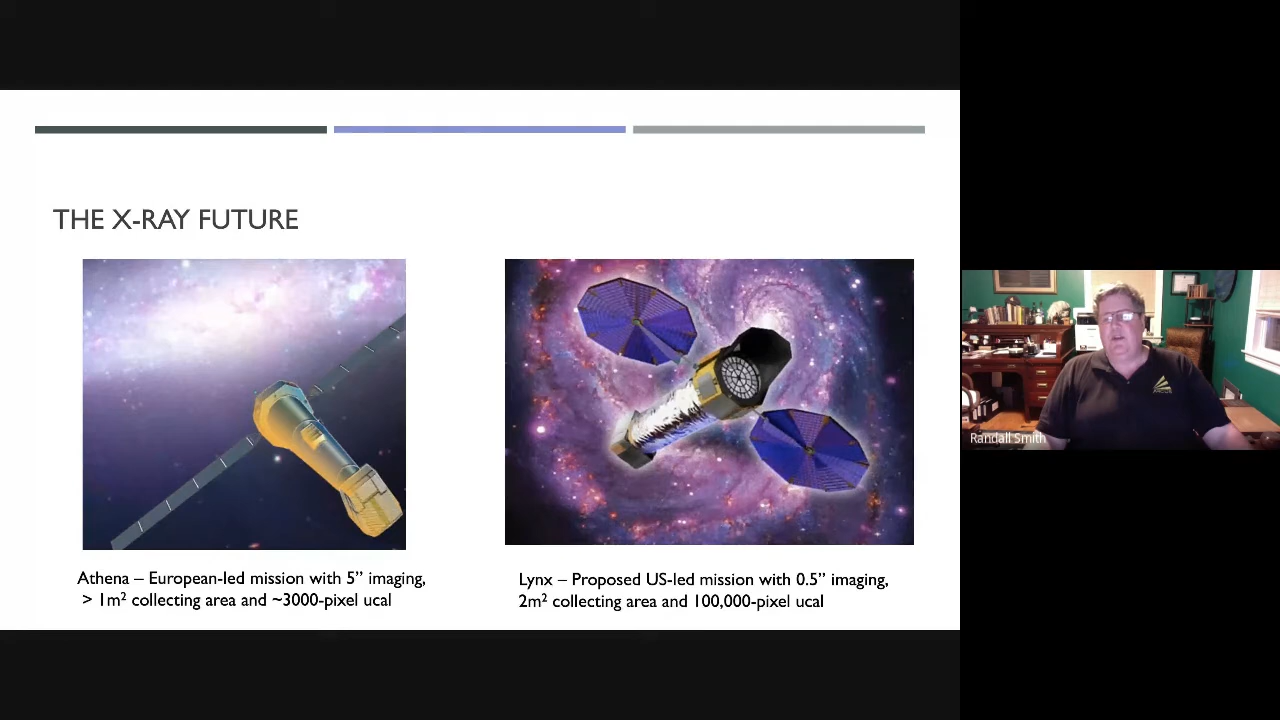 THE X-RAY FUTURE
Athena – European-led mission with 5” imaging,
> 1m² collecting area and ~3000-pixel ucal
Lynx – Proposed US-led mission with 0.5” imaging,
2m² collecting area and 100,000-pixel ucal
Randall Smith